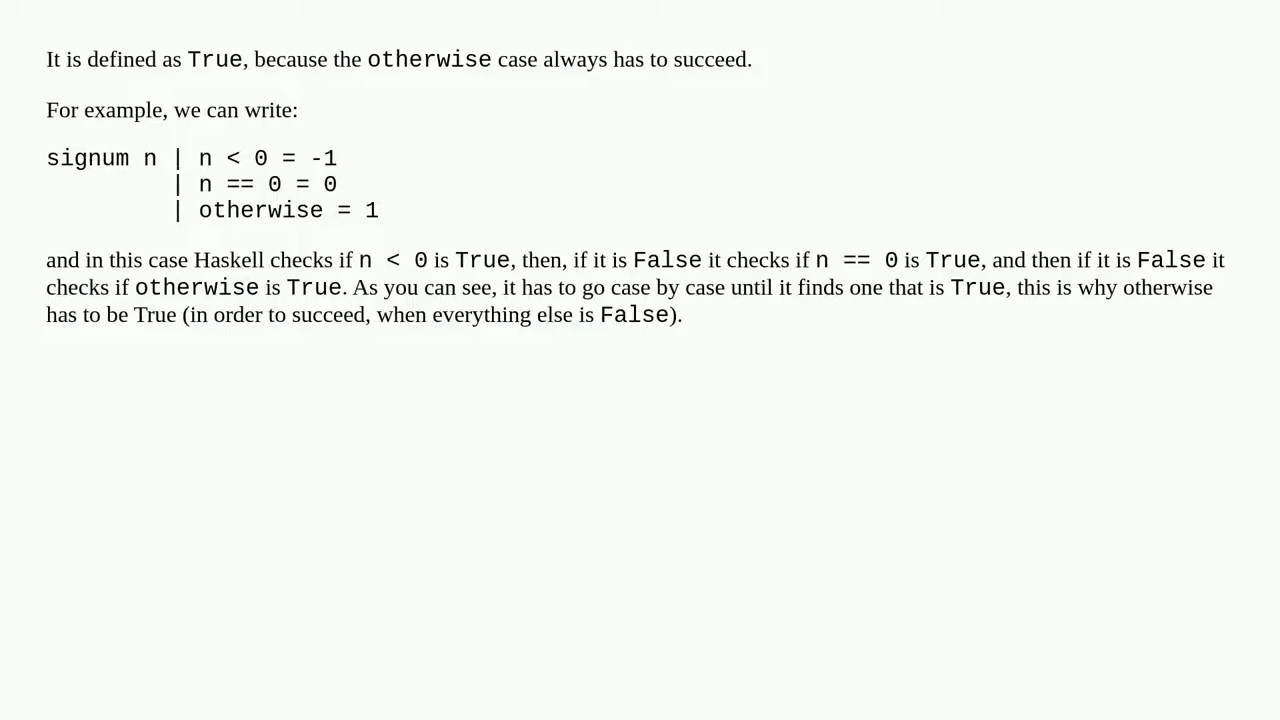 It is defined as True, because the otherwise case always has to succeed.
For example, we can write:
signum n | n < 0 = -1
         | n == 0 = 0
         | otherwise = 1
and in this case Haskell checks if n < 0 is True, then, if it is False it checks if n == 0 is True, and then if it is False it
checks if otherwise is True. As you can see, it has to go case by case until it finds one that is True, this is why otherwise
has to be True (in order to succeed, when everything else is False).